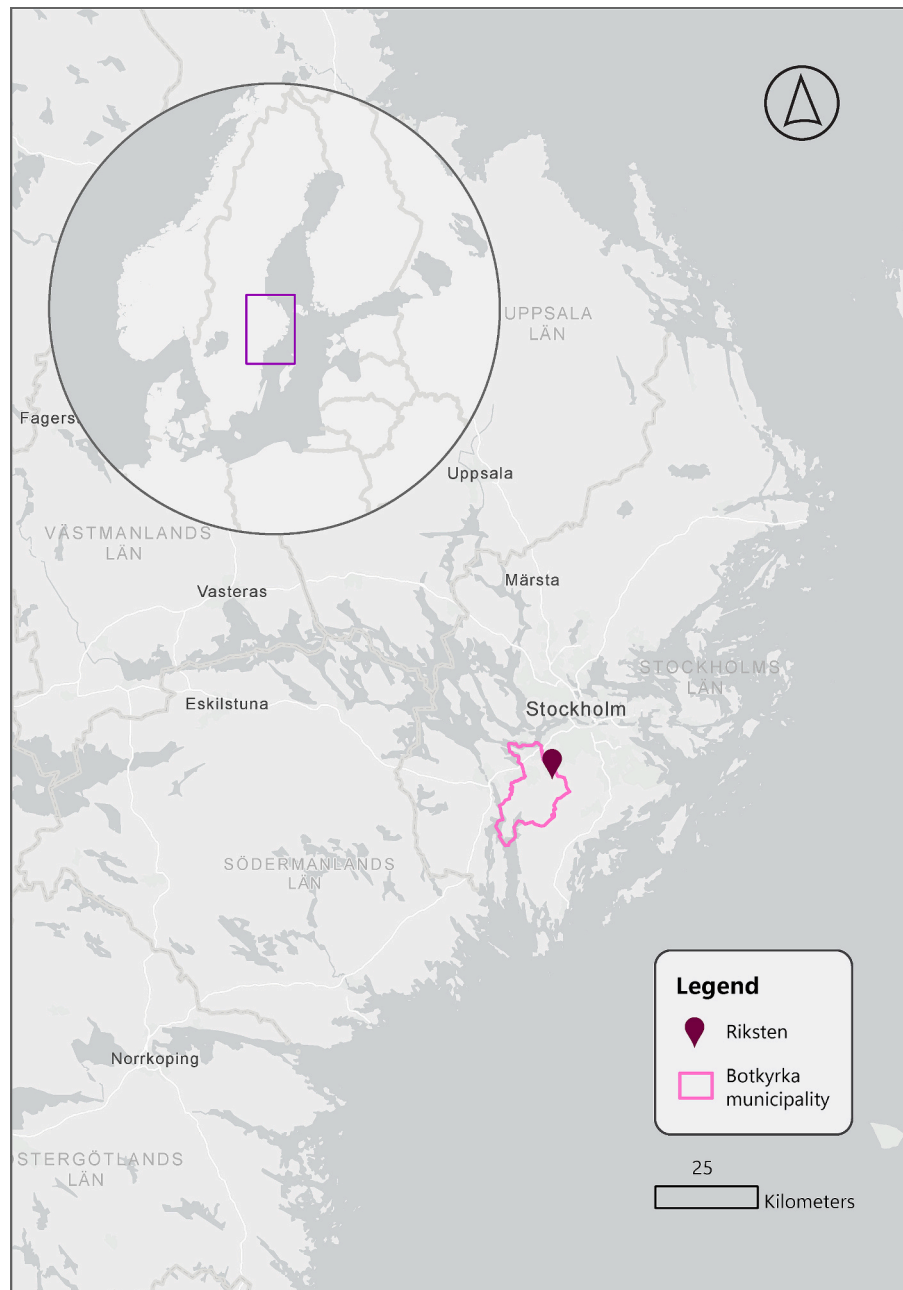 UPPSALA
LÄN
Fagers
Uppsala
VÄSTMANLANDS
LÄN
Märsta
Vasteras
STOCKHOLMS
LÄN
Eskilstuna
Stockholm
SÖDERMANLANDS
LÄN
Legend
Riksten
Botkyrka
municipality
Norrkoping
ÖSTERGÖTLANDS
LÄN
25
Kilometers